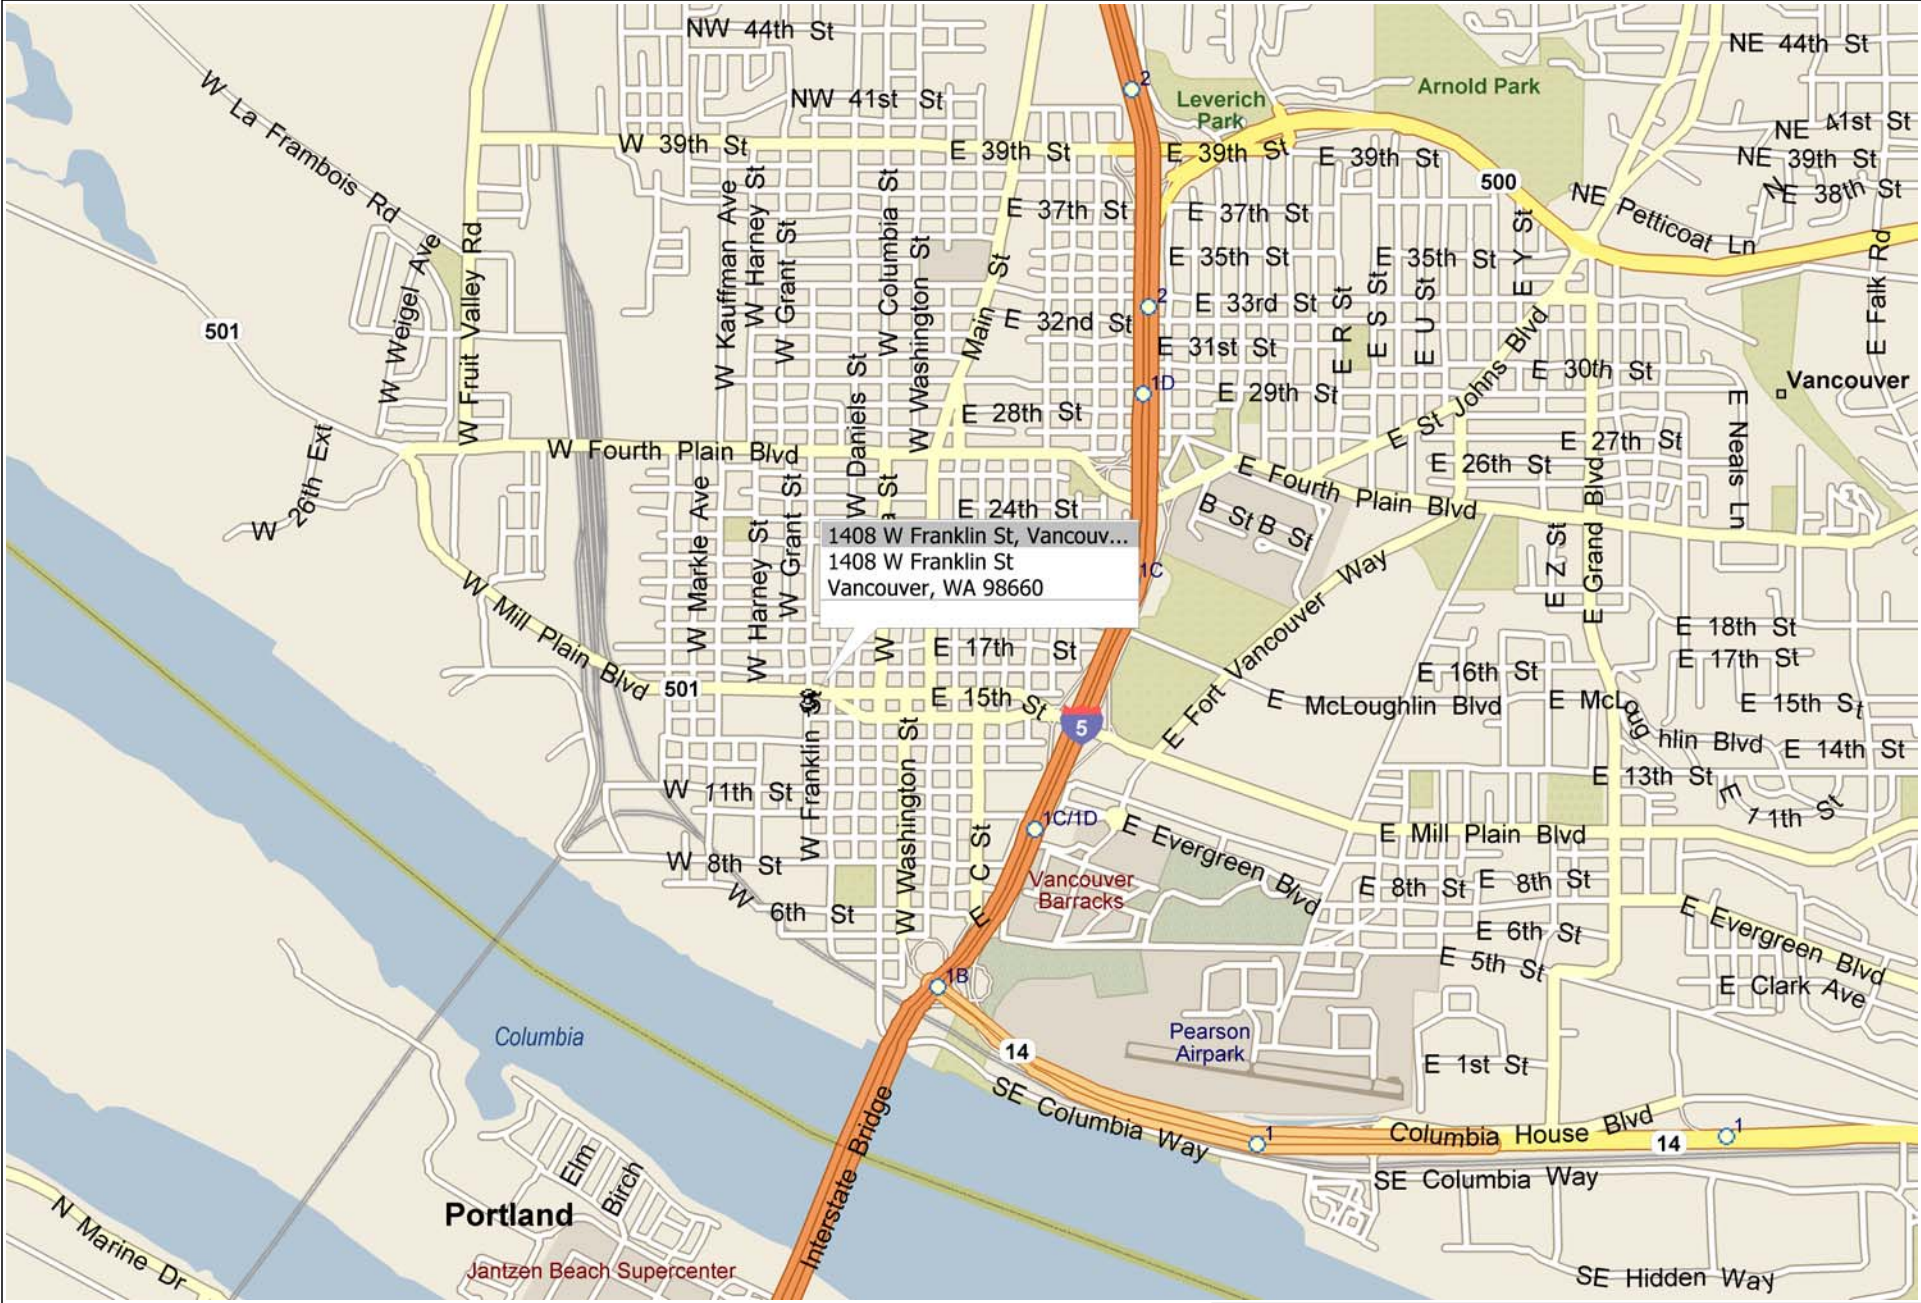 NW 44th St
NE 44th St
W La Frambois Rd
2
Leverich
Park
Arnold Park
NW 41st St
NE 41st St
W 39th St
E 39th St
E 39th St
E 39th St
NE 39th St
500
NE 38th St
NE Petticoat Ln
W Kauffman Ave
W Harney St
W Grant St
W Columbia St
W Washington St
E 37th St
E 37th St
E Y St
W Weigel Ave
W Fruit Valley Rd
Main St
E 35th St
E 35th St
E Falk Rd
501
2
E 33rd St
E 32nd St
E R St
E S St
E U St
E 31st St
E St Johns Blvd
E 30th St
Vancouver
W Daniels St
1D
E 29th St
E 28th St
E Neals Ln
W 26th Ext
W Fourth Plain Blvd
E 27th St
E 26th St
E Fourth Plain Blvd
W Markle Ave
W Harney St
W Grant St
a St
W
E 24th St
B St
B St
E Z St
E Grand Blvd
1408 W Franklin St, Vancouv...
1408 W Franklin St
Vancouver, WA 98660
1C
W Mill Plain Blvd
E Fort Vancouver Way
E 18th St
E 17th St
E 17th St
E 16th St
501
E 15th St
E McLoughlin Blvd
E McLoughlin Blvd
E 15th St
5
E 14th St
W Franklin St
W Washington St
E 13th St
W 11th St
E 11th St
1C/1D
E C St
E Evergreen Blvd
E Mill Plain Blvd
W 8th St
Vancouver
Barracks
E 8th St
E 8th St
W 6th St
E 6th St
E Evergreen Blvd
E 5th St
1B
E Clark Ave
Columbia
Pearson
Airpark
14
E 1st St
SE Columbia Way
Interstate Bridge
1
Columbia House Blvd
14
1
Elm
Birch
SE Columbia Way
Portland
N Marine Dr
Jantzen Beach Supercenter
SE Hidden Way